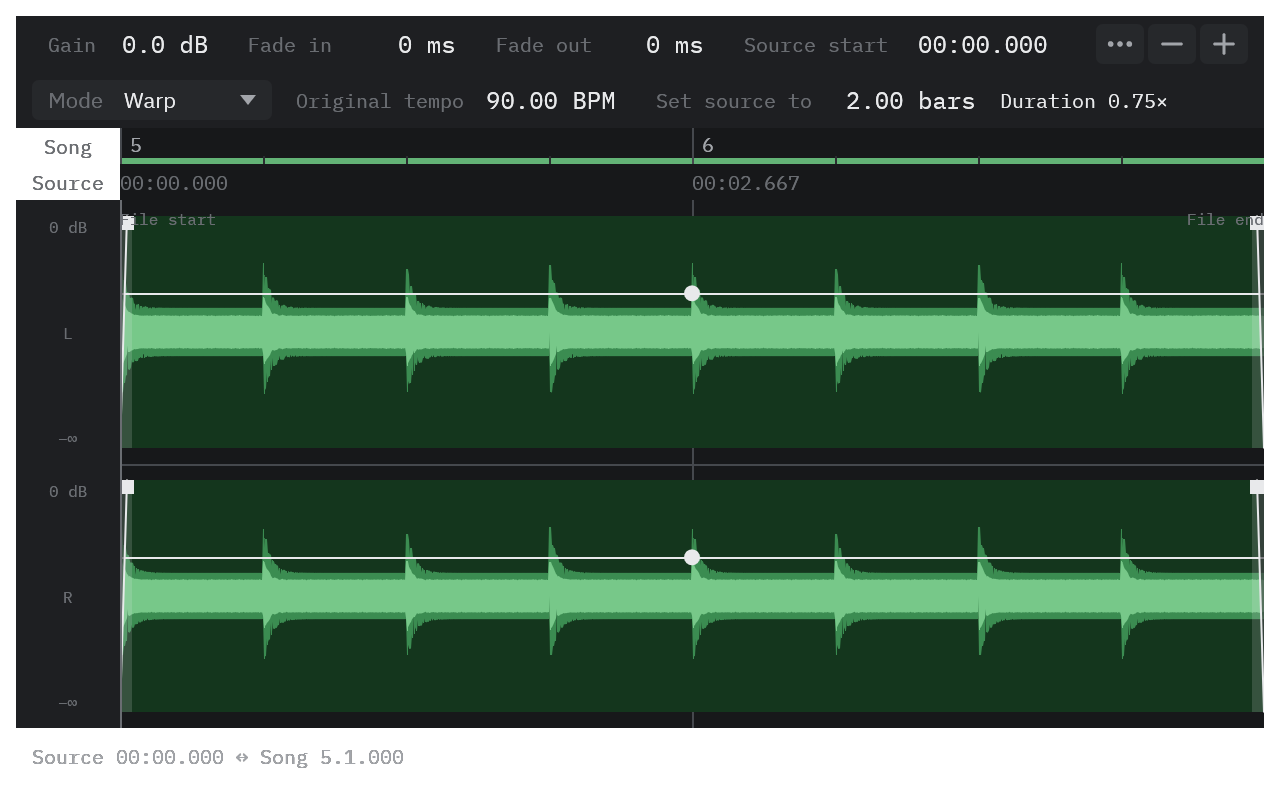 Gain 0.0 dB Fade in 0 ms Fade out 0 ms Source start 00:00.000
Mode Warp Original tempo 90.00 BPM Set source to 2.00 bars Duration 0.75×
Song 5 6
Source 00:00.000 00:02.667
File start File end
0 dB
L
−∞
0 dB
R
−∞
Source 00:00.000 ↔ Song 5.1.000